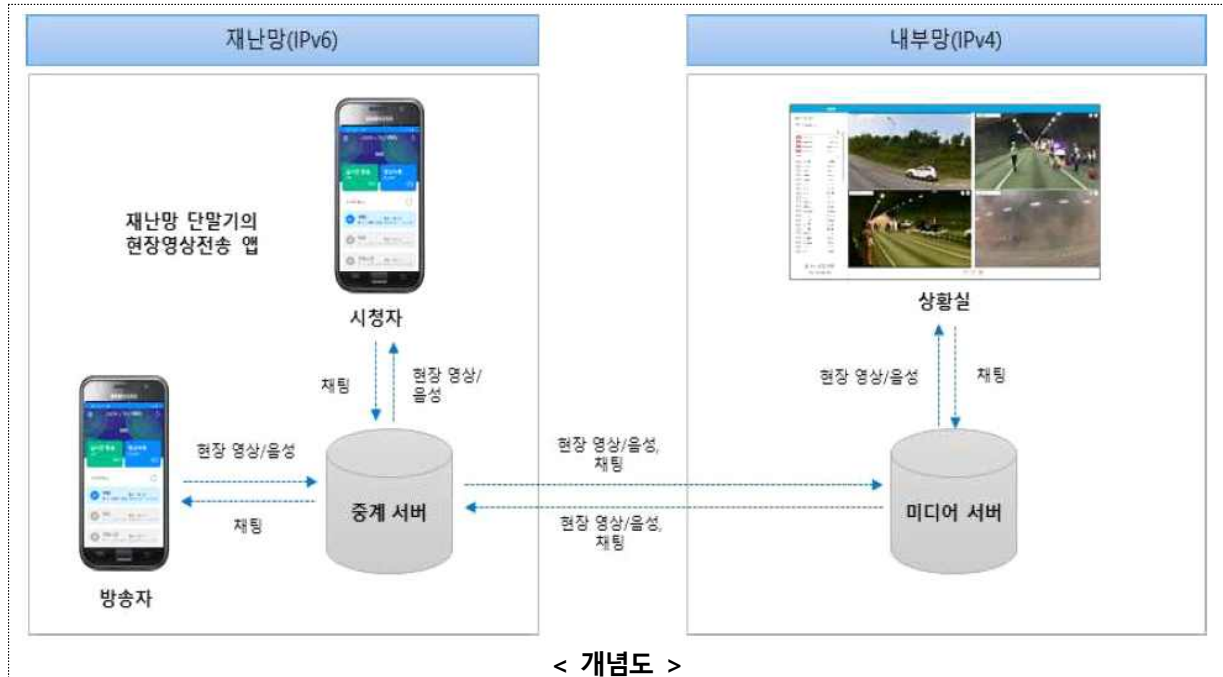 재난망(IPv6)
내부망(IPv4)
재난망 단말기의
현장영상전송 앱
SAMSUNG
시청자
상황실
채팅
현장 영상/
음성
현장 영상/음성
채팅
현장 영상/음성
채팅
중계 서버
현장 영상/음성,
채팅
현장 영상/음성,
채팅
미디어 서버
방송자
< 개념도 >